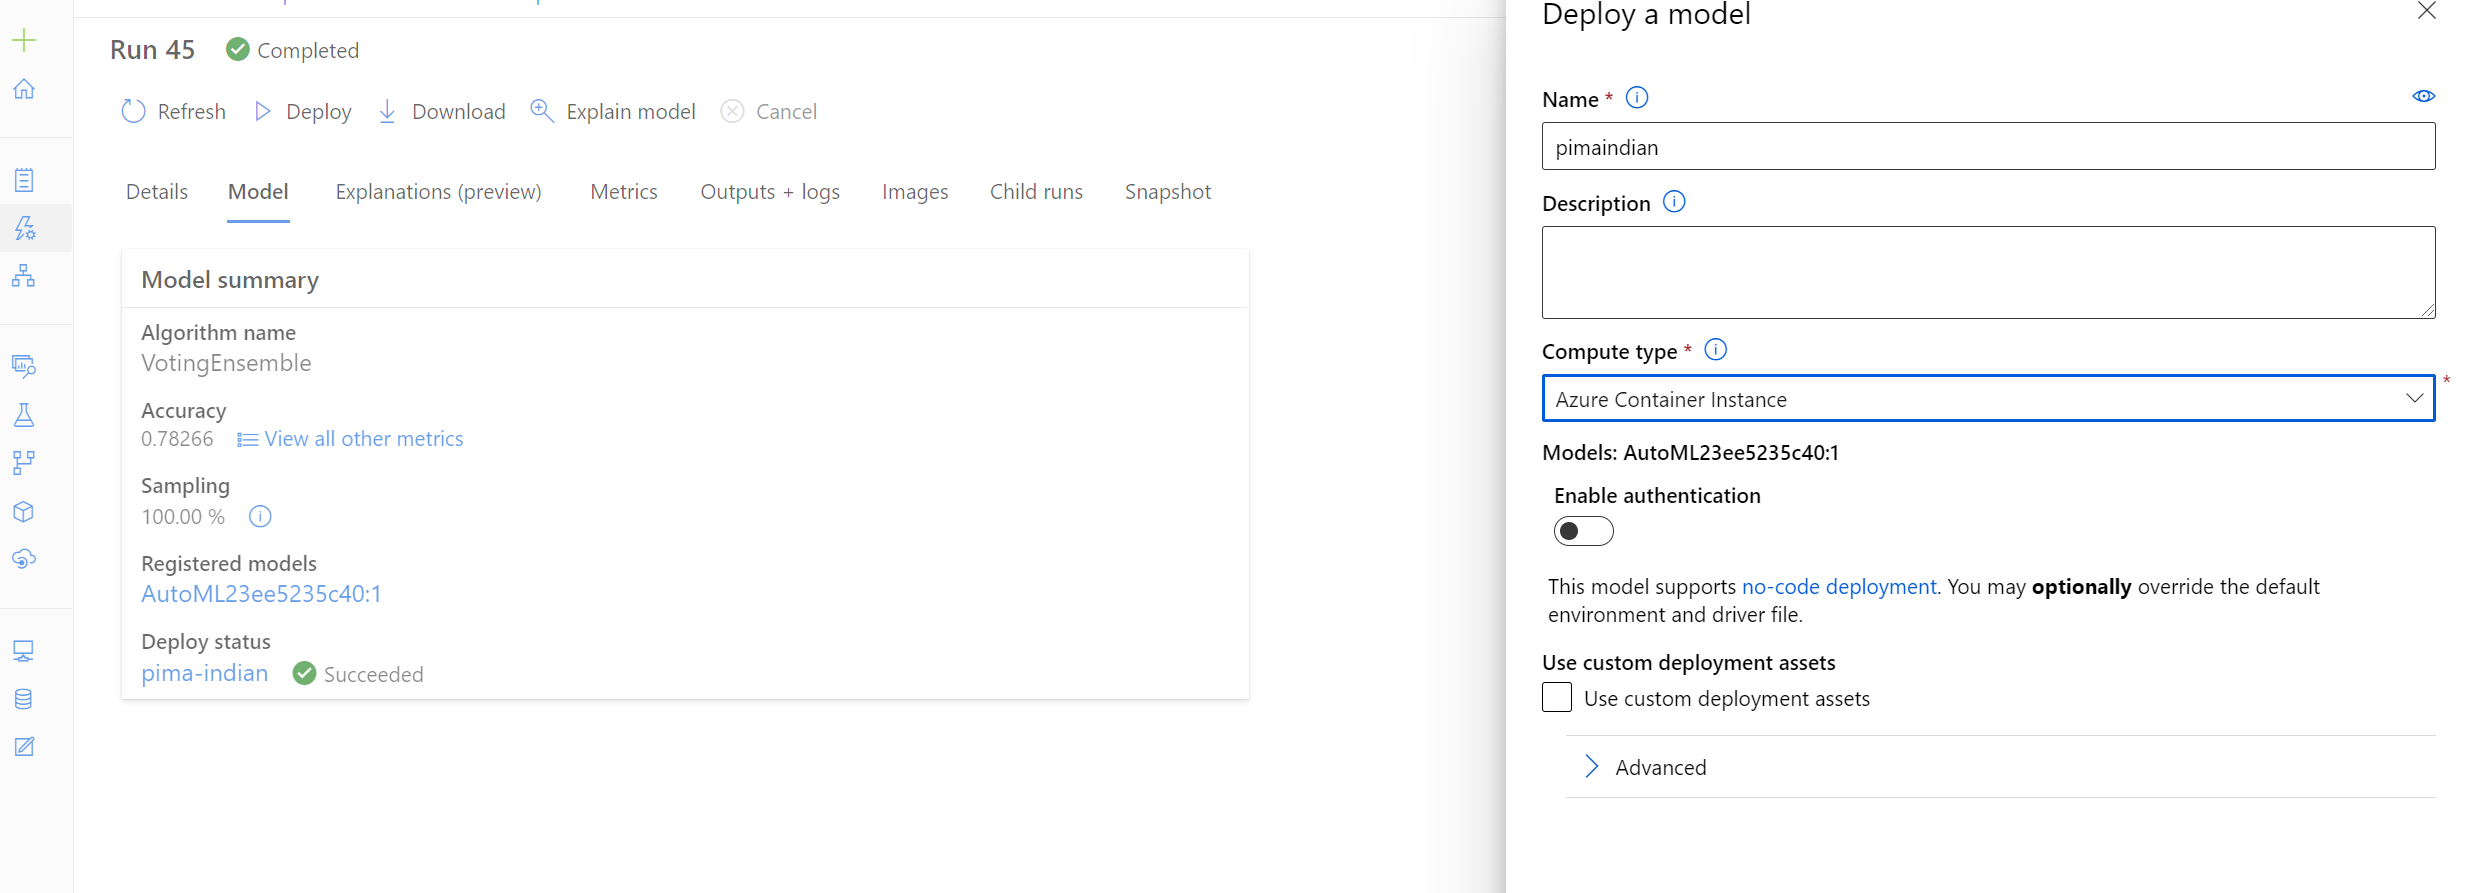 Run 45 Completed
Refresh Deploy Download Explain model Cancel
Details Model Explanations (preview) Metrics Outputs + logs Images Child runs Snapshot
Model summary
Algorithm name
VotingEnsemble
Accuracy
0.78266 View all other metrics
Sampling
100.00 %
Registered models
AutoML23ee5235c40:1
Deploy status
pima-indian Succeeded
Deploy a model
Name *
pimaindian
Description
Compute type *
Azure Container Instance
*
Models: AutoML23ee5235c40:1
Enable authentication
This model supports no-code deployment. You may optionally override the default
environment and driver file.
Use custom deployment assets
Use custom deployment assets
Advanced